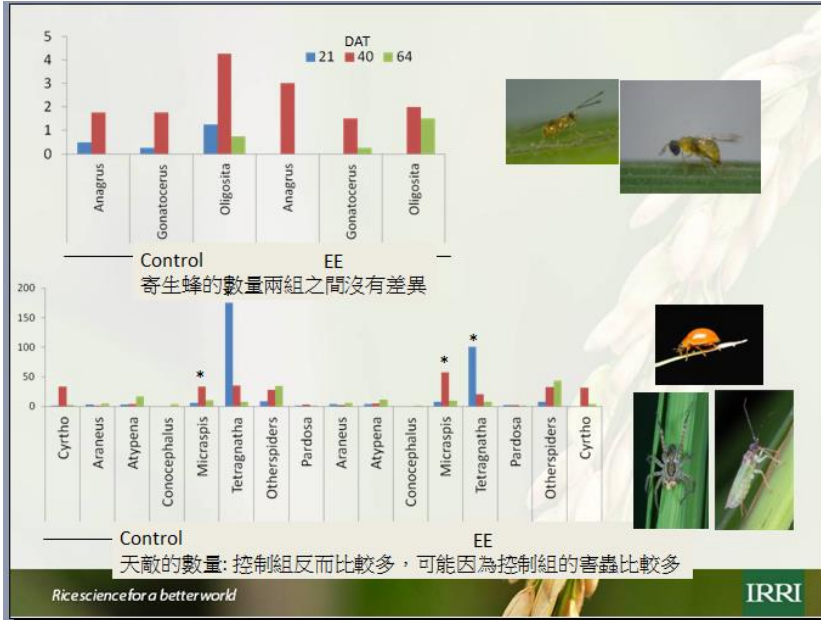 DAT
21 40 64
5
4
3
2
1
0
Anagrus
Gonatocerus
Oligosita
Anagrus
Gonatocerus
Oligosita
Control EE
寄生蜂的數量兩組之間沒有差異
200
150
100
50
0
* * *
Cyrtho
Araneus
Atypena
Conocephalus
Micraspis
Tetragnatha
Otherspiders
Pardosa
Araneus
Atypena
Conocephalus
Micraspis
Tetragnatha
Pardosa
Otherspiders
Cyrtho
Control EE
天敵的數量: 控制組反而比較多，可能因為控制組的害蟲比較多
Rice science for a better world
IRRI